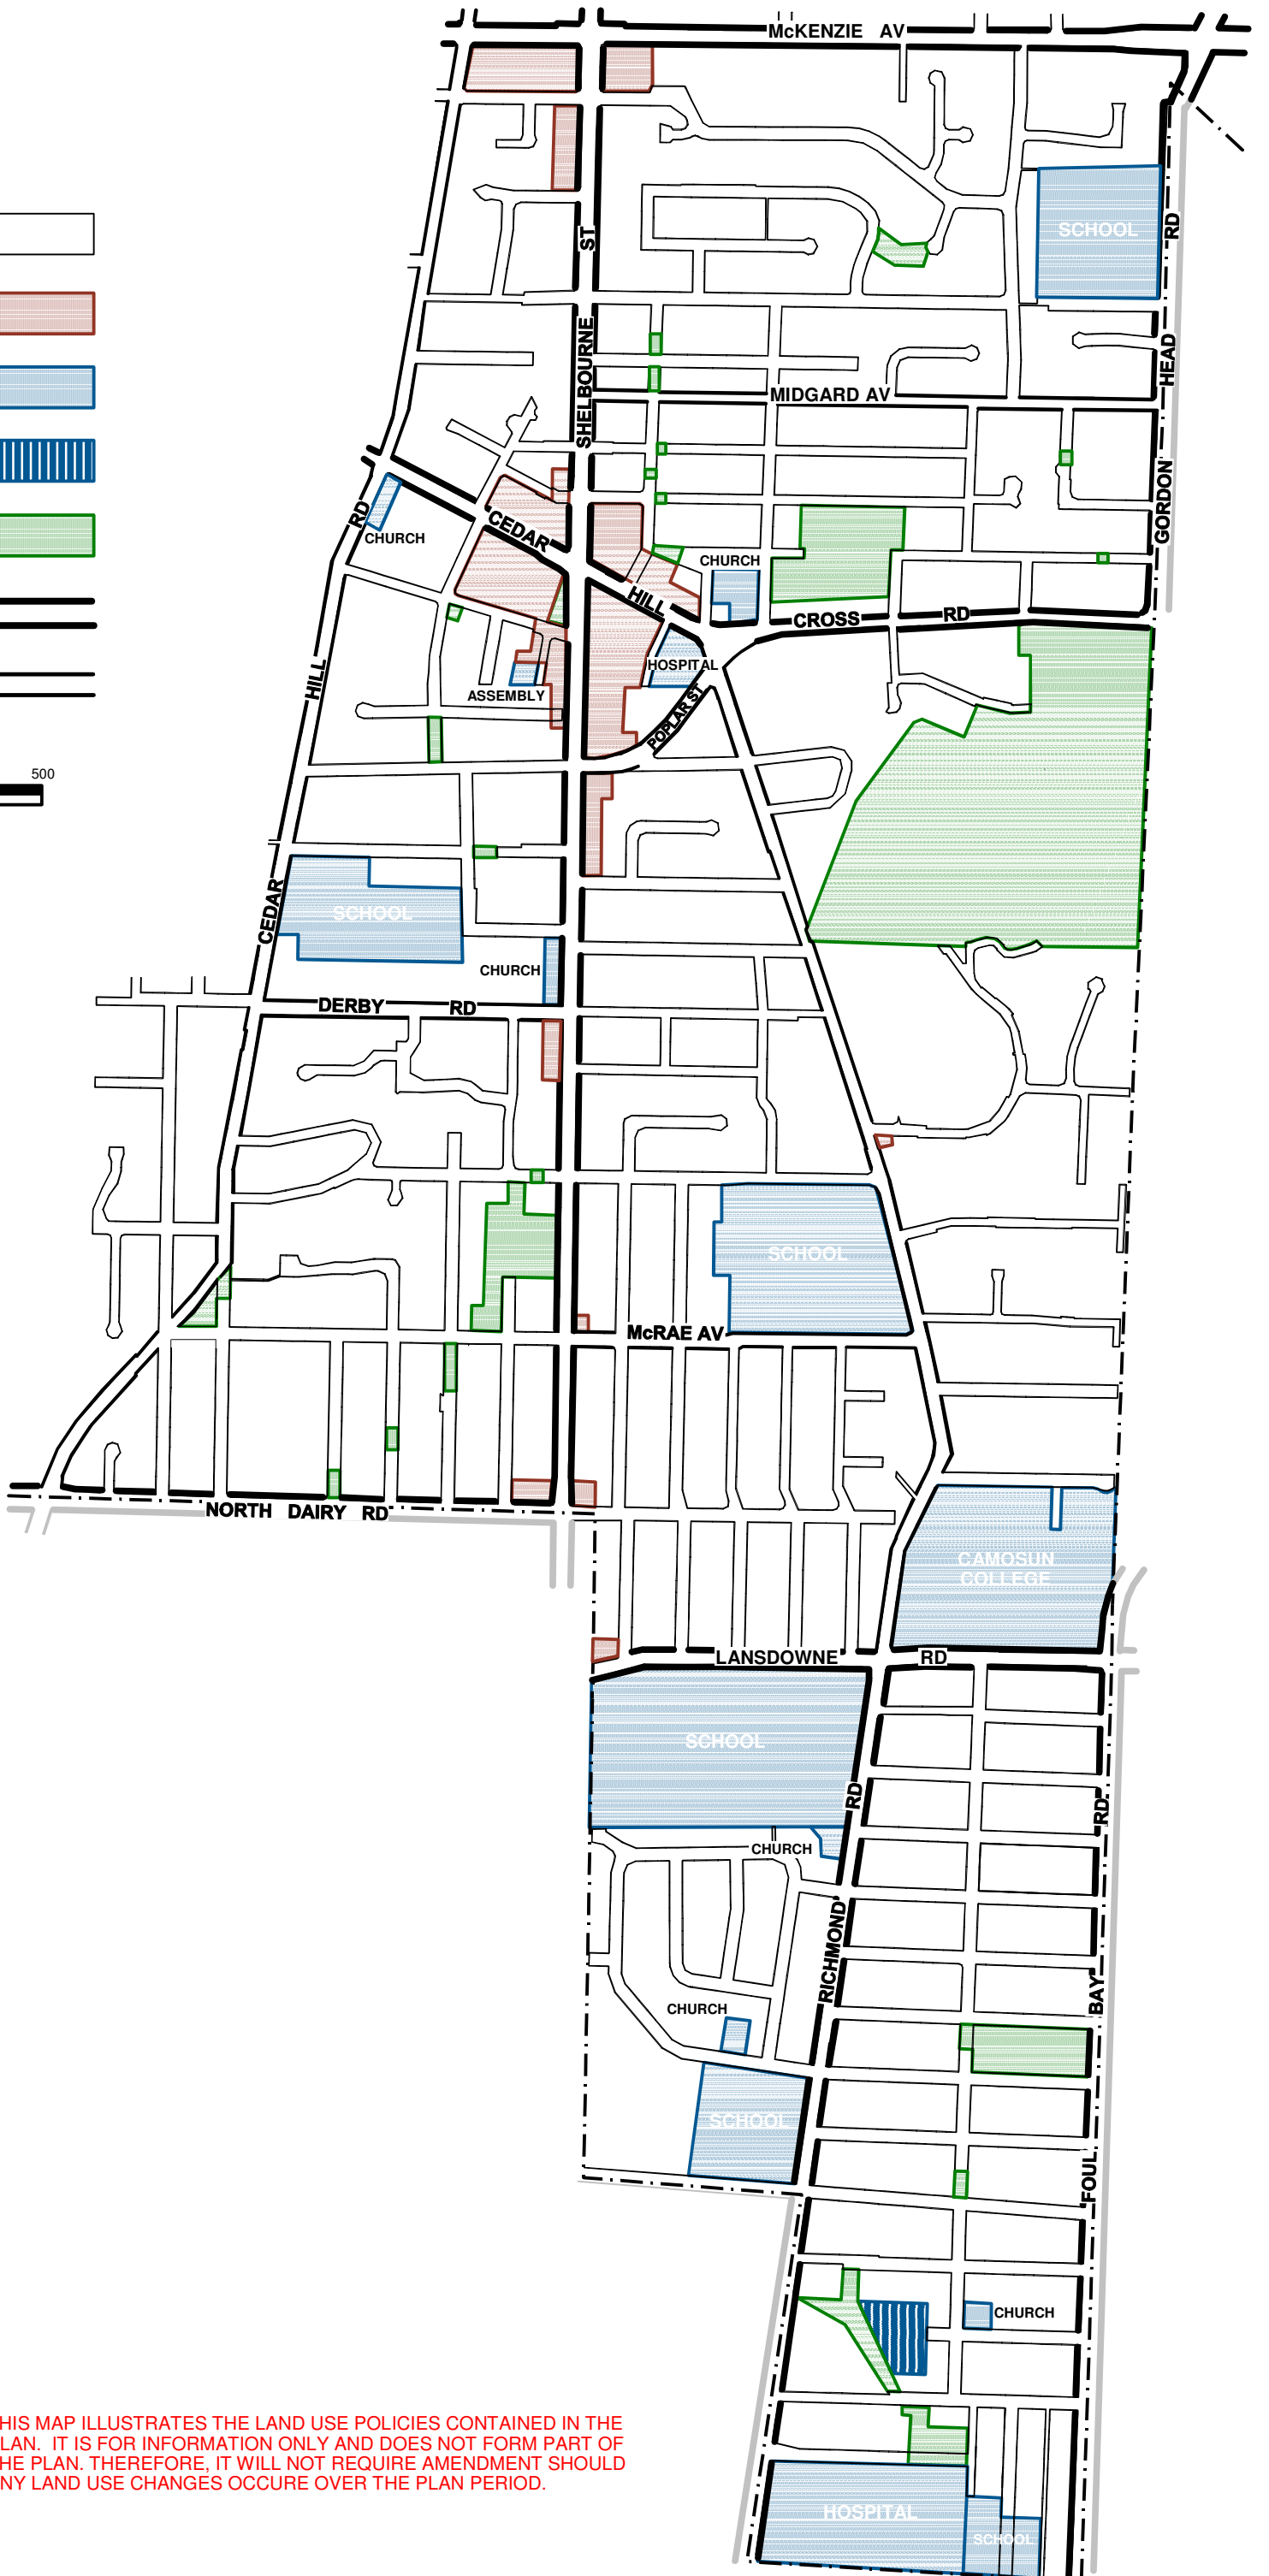 McKENZIE AV
SCHOOL
RD
ST
HEAD
SHELBOURNE
MIDGARD AV
GORDON
CEDAR
RD
CHURCH
CHURCH
HILL
CROSS RD
HOSPITAL
HILL
ASSEMBLY
POPLAR ST
500
CEDAR
SCHOOL
CHURCH
DERBY RD
SCHOOL
McRAE AV
NORTH DAIRY RD
CAMOSUN
COLLEGE
LANSDOWNE RD
SCHOOL
RD
RD
CHURCH
RICHMOND
BAY
CHURCH
SCHOOL
FOUL
CHURCH
HIS MAP ILLUSTRATES THE LAND USE POLICIES CONTAINED IN THE
LAN. IT IS FOR INFORMATION ONLY AND DOES NOT FORM PART OF
HE PLAN. THEREFORE, IT WILL NOT REQUIRE AMENDMENT SHOULD
NY LAND USE CHANGES OCCURE OVER THE PLAN PERIOD.
HOSPITAL
SCHOOL